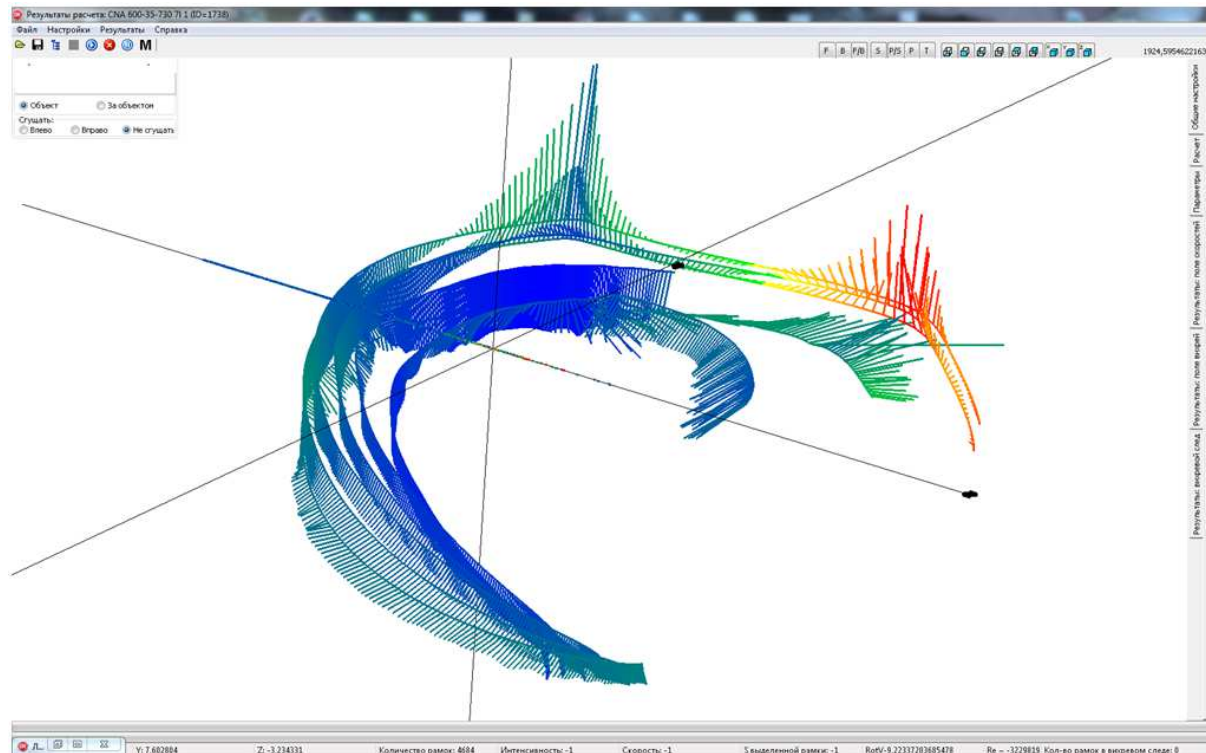 Результаты расчета: CNA 600-35-730 7l 1 (ID=1738)
Файл Настройки Результаты Справка
M
F B F/B S P/S P T
1924,5954622163
Объект За объектом
Сгущать:
Влево Вправо Не сгущать
Общие настройки
Расчет
Параметры
Результаты: поле скоростей
Результаты: поле вихрей
Результаты: вихревой след
Л... Y: 7.602804 Z: -3.234331 Количество рамок: 4684 Интенсивность: -1 Скорость: -1 S выделенной рамки: -1 RotV-9.22337203685478 Re = -3229819 Кол-во рамок в вихревом следе: 0